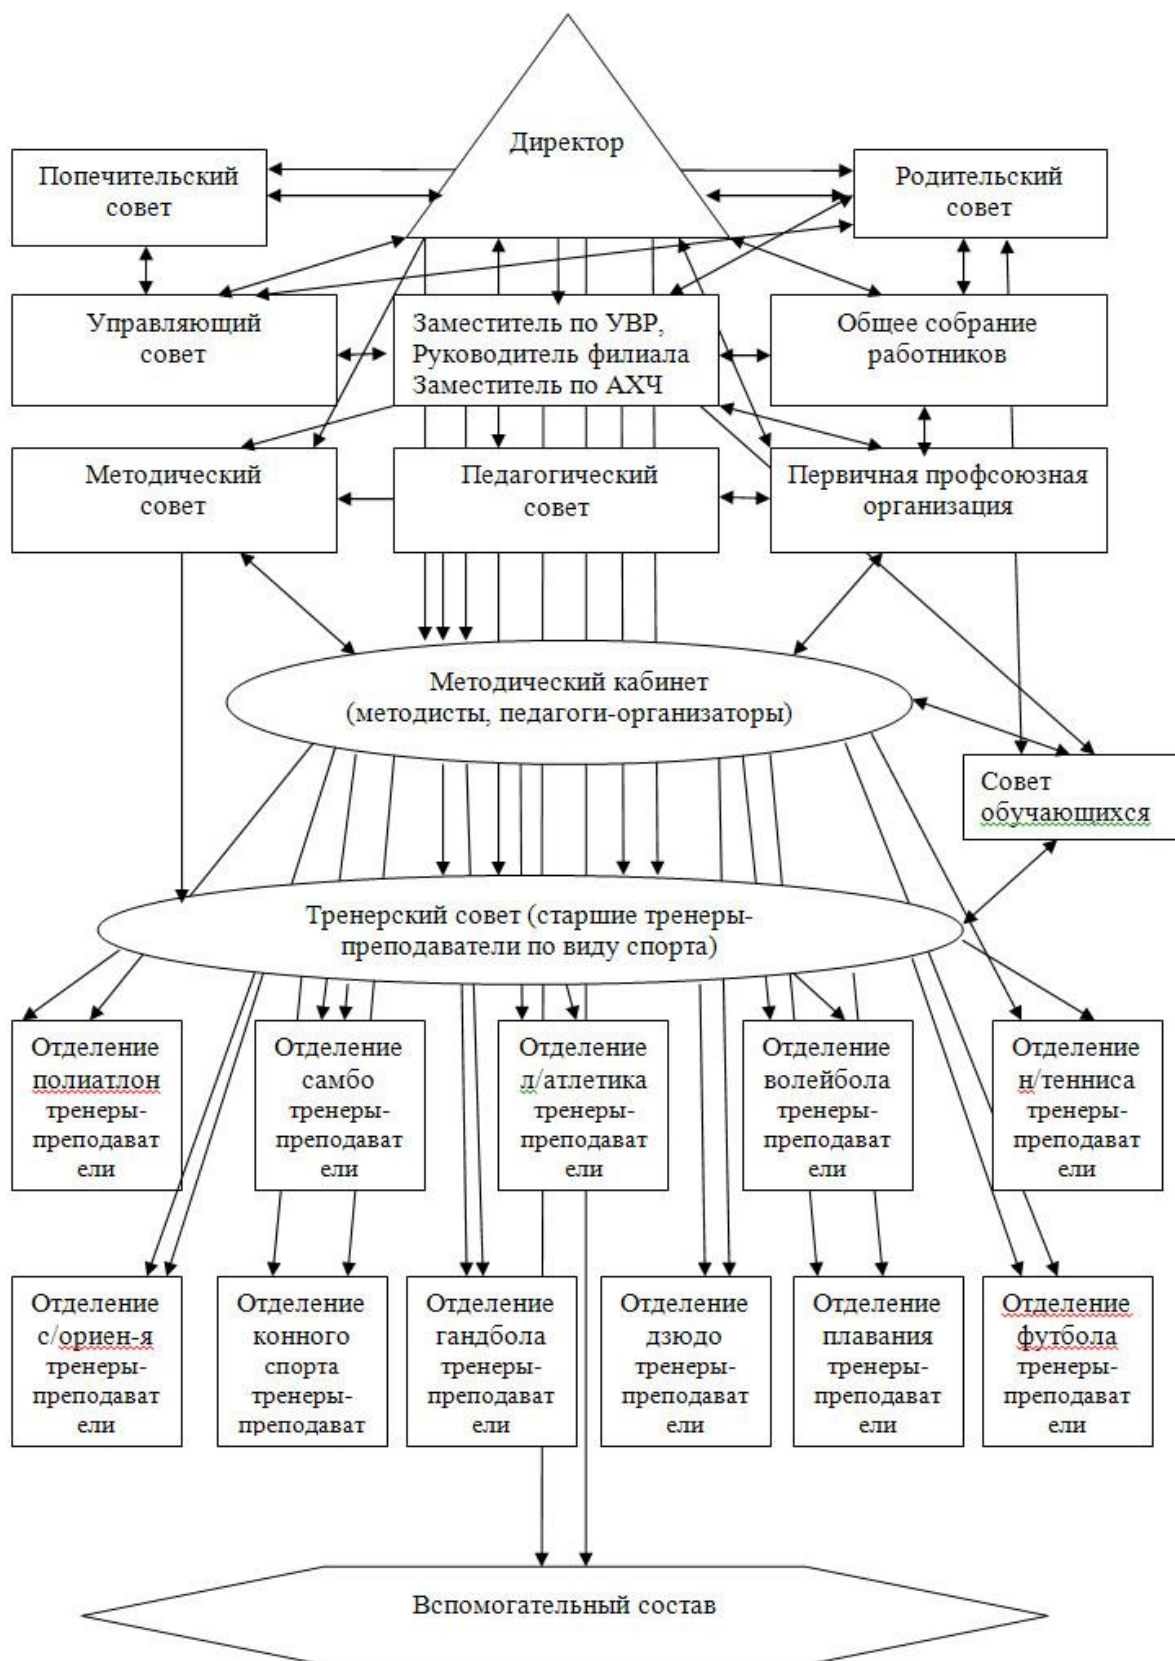 Директор
Попечительский
совет
Родительский
совет
Управляющий
совет
Заместитель по УВР,
Руководитель филиала
Заместитель по АХЧ
Общее собрание
работников
Методический
совет
Педагогический
совет
Первичная профсоюзная
организация
Методический кабинет
(методисты, педагоги-организаторы)
Совет
обучающихся
Тренерский совет (старшие тренеры-
преподаватели по виду спорта)
Отделение
полиатлон
тренеры-
преподават
ели
Отделение
самбо
тренеры-
преподават
ели
Отделение
л/атлетика
тренеры-
преподават
ели
Отделение
волейбола
тренеры-
преподават
ели
Отделение
н/тенниса
тренеры-
преподават
ели
Отделение
с/ориен-я
тренеры-
преподават
ели
Отделение
конного
спорта
тренеры-
преподават
Отделение
гандбола
тренеры-
преподават
ели
Отделение
дзюдо
тренеры-
преподават
ели
Отделение
плавания
тренеры-
преподават
ели
Отделение
футбола
тренеры-
преподават
ели
Вспомогательный состав